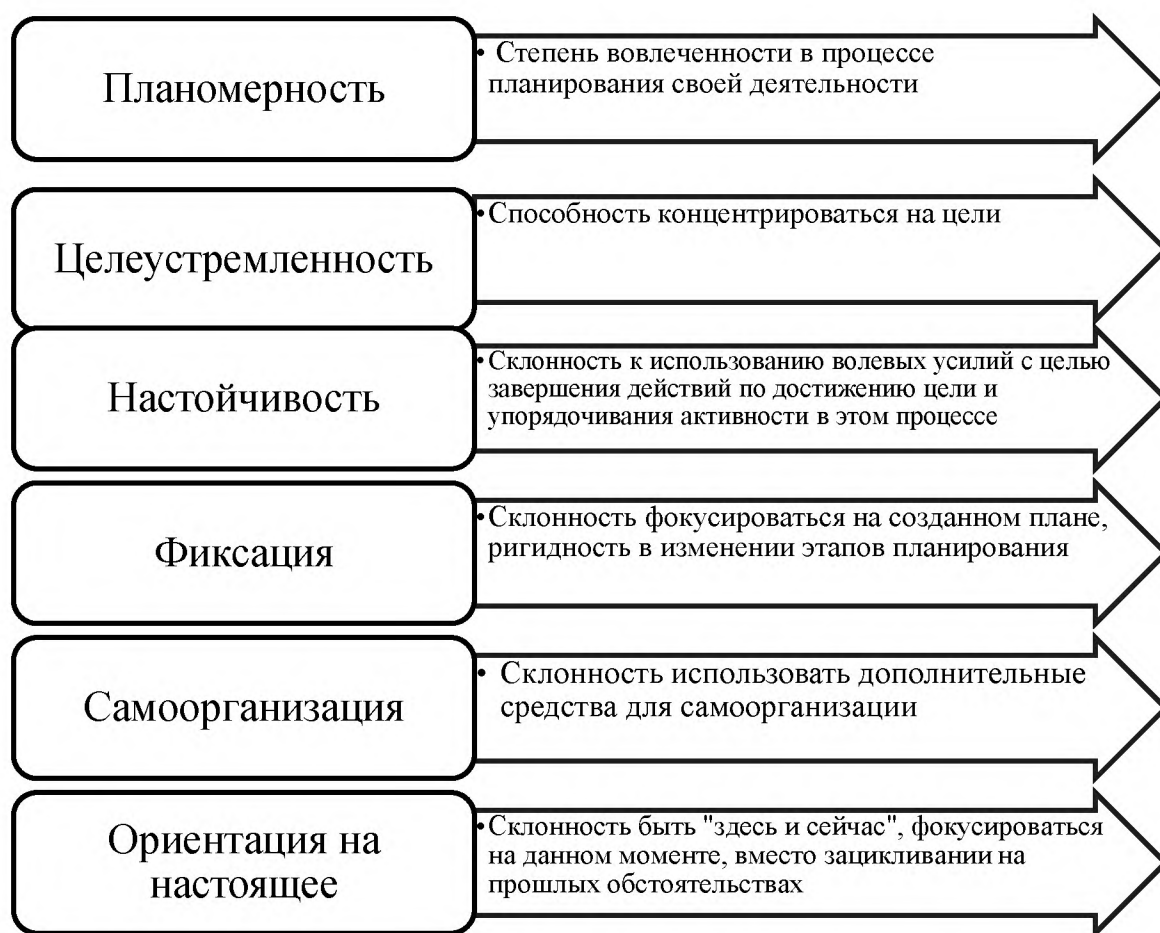 Планомерность
• Степень вовлеченности в процессе
планирования своей деятельности
Целеустремленность
• Способность концентрироваться на цели
Настойчивость
• Склонность к использованию волевых усилий с целью
завершения действий по достижению цели и
упорядочивания активности в этом процессе
Фиксация
• Склонность фокусироваться на созданном плане,
ригидность в изменении этапов планирования
Самоорганизация
• Склонность использовать дополнительные
средства для самоорганизации
Ориентация на
настоящее
• Склонность быть "здесь и сейчас", фокусироваться
на данном моменте, вместо зацикливании на
прошлых обстоятельствах